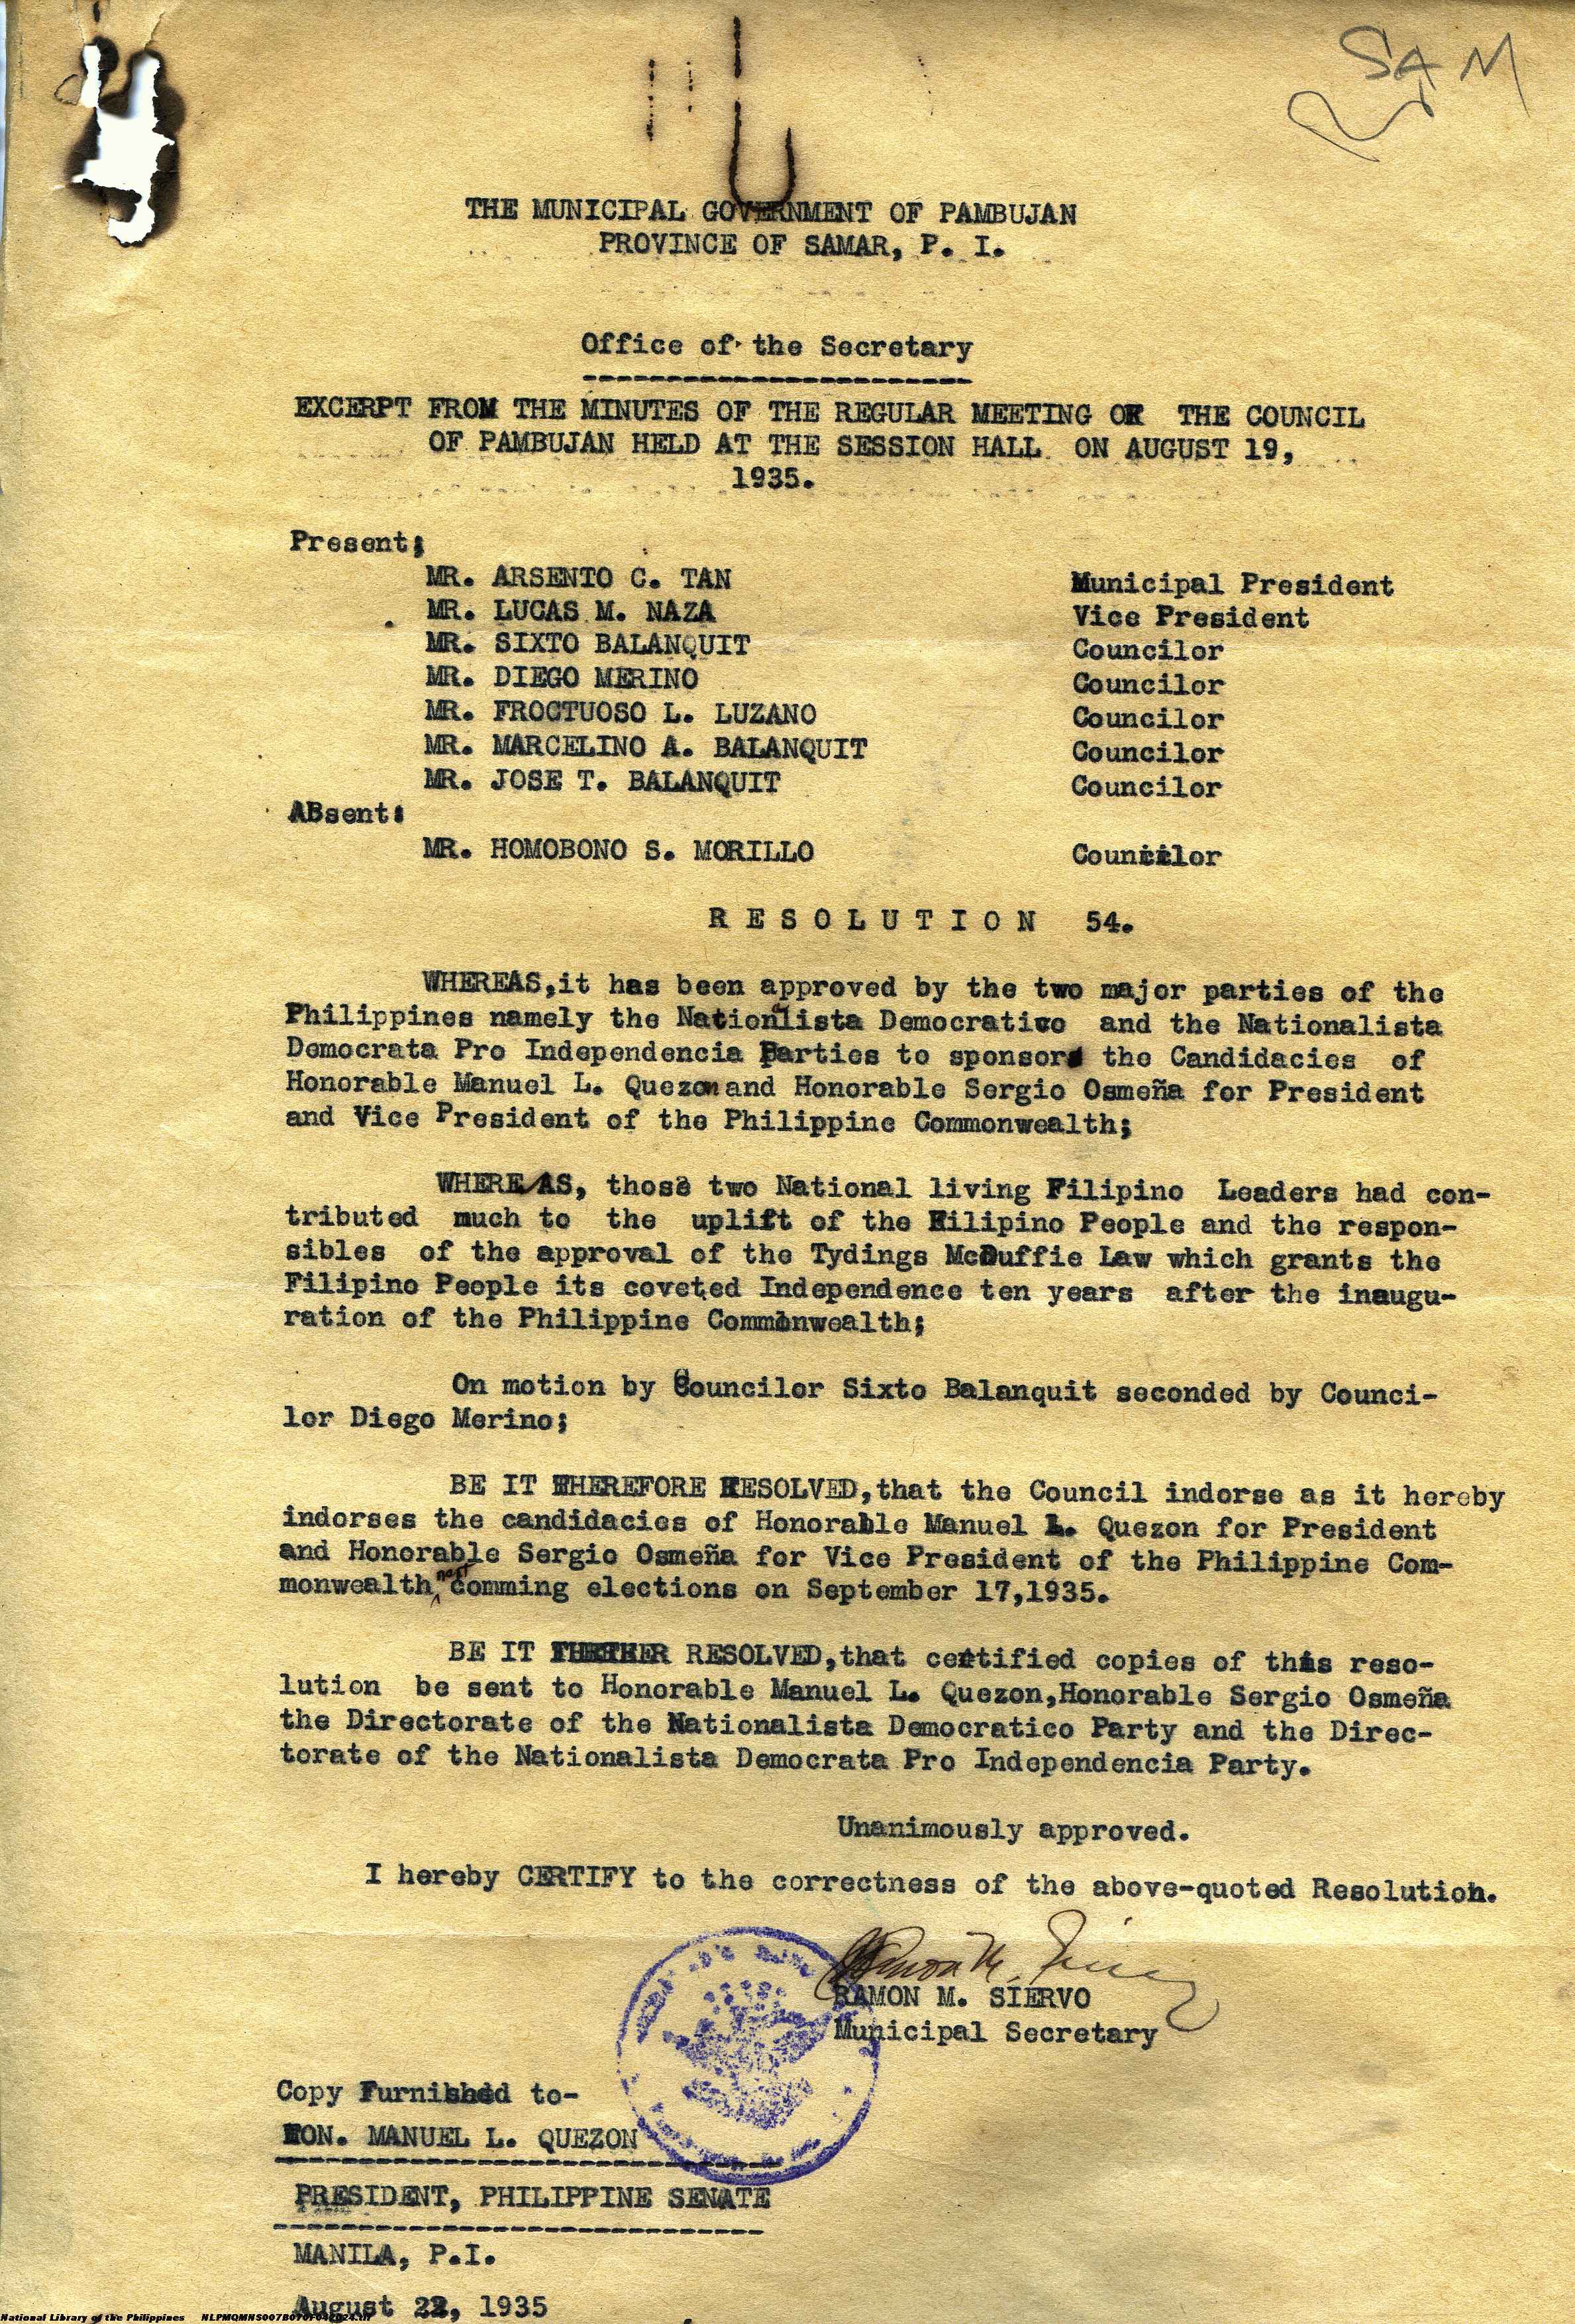 SAM
THE MUNICIPAL GOVERNMENT OF PAMBUJAN
PROVINCE OF SAMAR, P. I.
Office of the Secretary
EXCERPT FROM THE MINUTES OF THE REGULAR MEETING OF THE COUNCIL
OF PAMBUJAN HELD AT THE SESSION HALL ON AUGUST 19,
1935.
Present;
MR. ARSENTO C. TAN Municipal President
MR. LUCAS M. NAZA Vice President
MR. SIXTO BALANQUIT Councilor
MR. DIEGO MERINO Councilor
MR. FROCTUOSO L. LUZANO Councilor
MR. MARCELINO A. BALANQUIT Councilor
MR. JOSE T. BALANQUIT Councilor
ABsent:
MR. HOMOBONO S. MORILLO Councilor
RESOLUTION 54.
WHEREAS,it has been approved by the two major parties of the
Philippines namely the Nationalista Democratico and the Nationalista
Democrata Pro Independencia Parties to sponsor the Candidacies of
Honorable Manuel L. Quezon and Honorable Sergio Osmeña for President
and Vice President of the Philippine Commonwealth;
WHEREAS, those two National living Filipino Leaders had con-
tributed much to the uplift of the Filipino People and the respon-
sibles of the approval of the Tydings McDuffie Law which grants the
Filipino People its coveted Independence ten years after the inaugu-
ration of the Philippine Commonwealth;
On motion by Councilor Sixto Balanquit seconded by Counci-
lor Diego Merino;
BE IT THEREFORE RESOLVED,that the Council indorse as it hereby
indorses the candidacies of Honorable Manuel L. Quezon for President
and Honorable Sergio Osmeña for Vice President of the Philippine Com-
monwealth next comming elections on September 17,1935.
BE IT RESOLVED,that certified copies of this reso-
lution be sent to Honorable Manuel L. Quezon,Honorable Sergio Osmeña
the Directorate of the Nationalista Democratico Party and the Direc-
torate of the Nationalista Democrata Pro Independencia Party.
Unanimously approved.
I hereby CERTIFY to the correctness of the above-quoted Resolution.
RAMON M. SIERVO
Municipal Secretary
Copy Furnished to-
HON. MANUEL L. QUEZON
PRESIDENT, PHILIPPINE SENATE
MANILA, P.I.
August 22, 1935
National Library of the Philippines